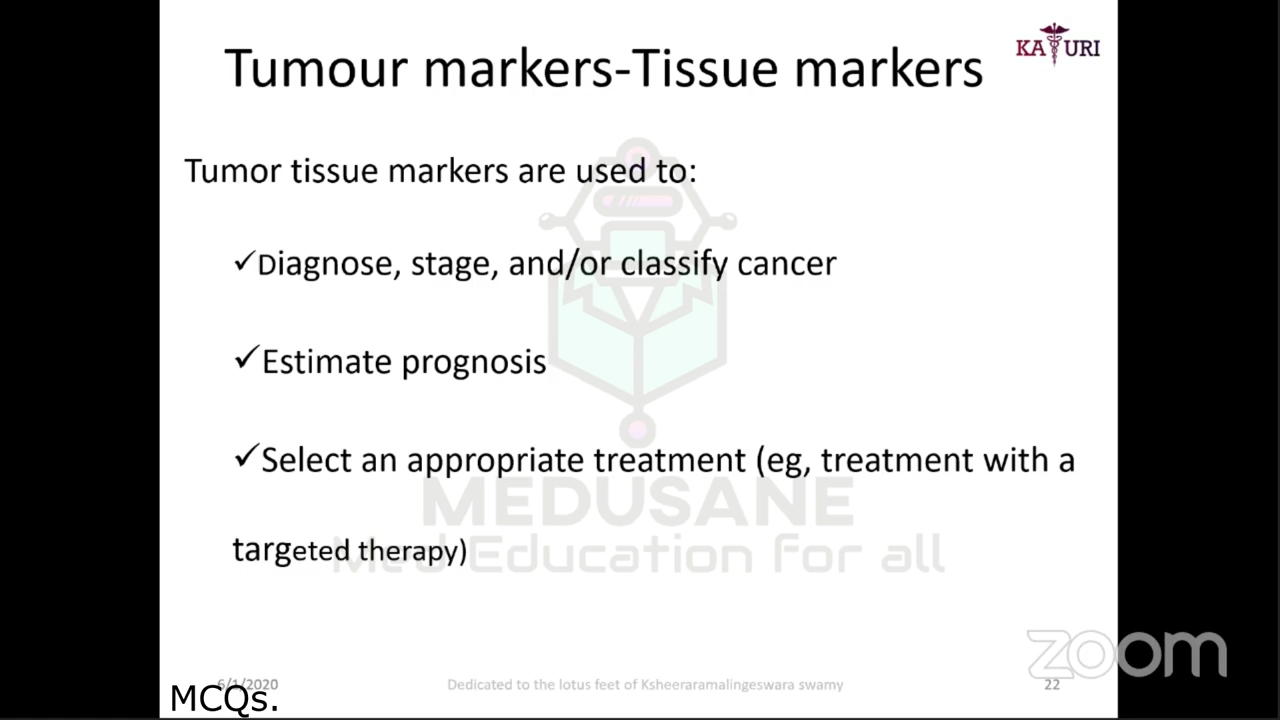 Tumour markers-Tissue markers
KATURI
Tumor tissue markers are used to:
✓Diagnose, stage, and/or classify cancer
✓Estimate prognosis
✓Select an appropriate treatment (eg, treatment with a
targeted therapy)
MEDUSANE
Med Education for all
zoom
6/1/2020
Dedicated to the lotus feet of Ksheeraramalingeswara swamy
22
MCQs.